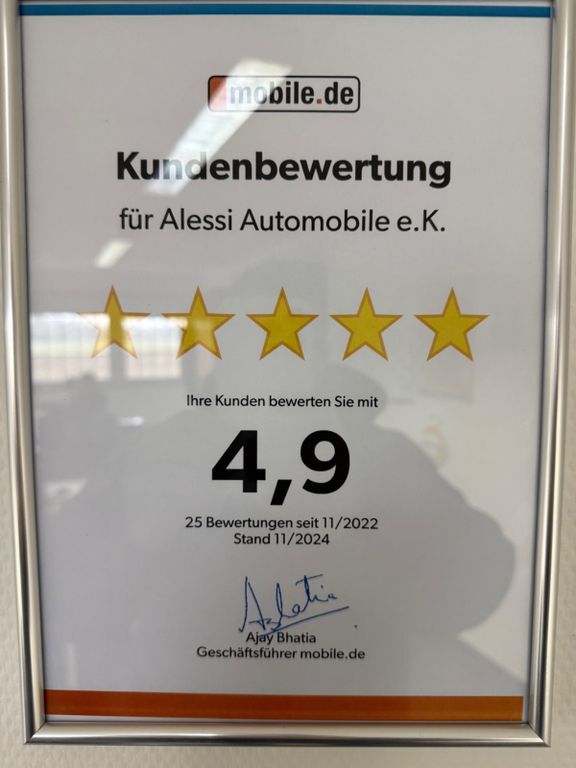 mobile.de
Kundenbewertung
für Alessi Automobile e.K.
Ihre Kunden bewerten Sie mit
4,9
25 Bewertungen seit 11/2022
Stand 11/2024
Ajay Bhatia
Geschäftsführer mobile.de